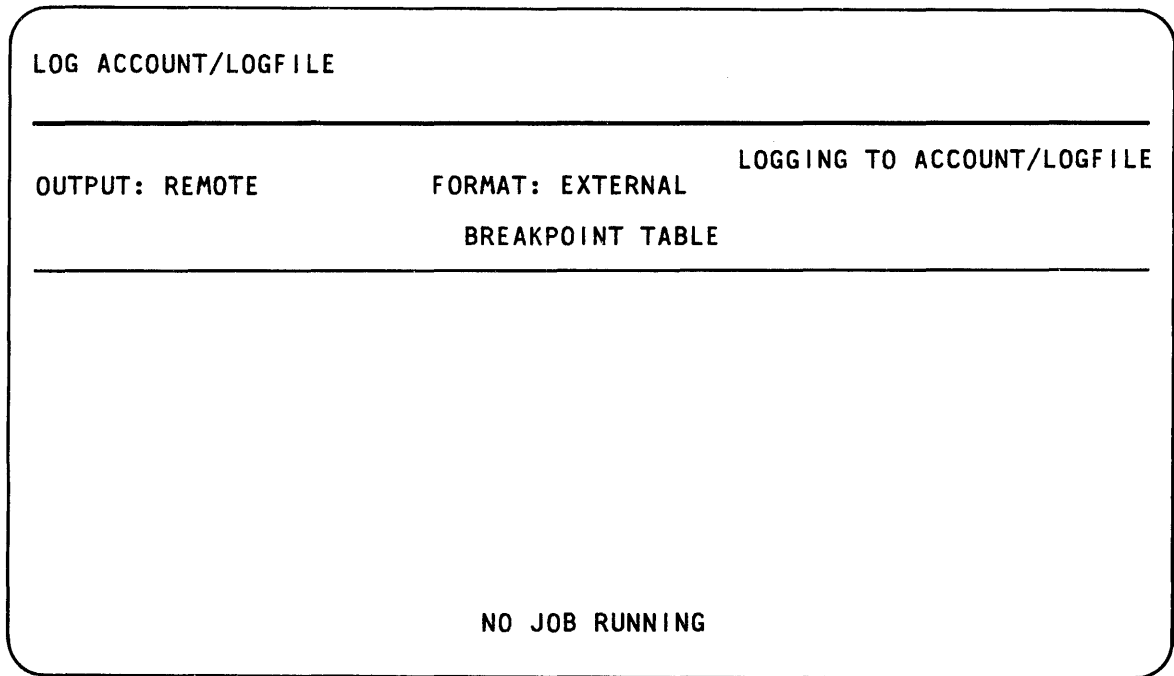 LOG ACCOUNT/LOGFILE
LOGGING TO ACCOUNT/LOGFILE
OUTPUT: REMOTE FORMAT: EXTERNAL
BREAKPOINT TABLE
NO JOB RUNNING